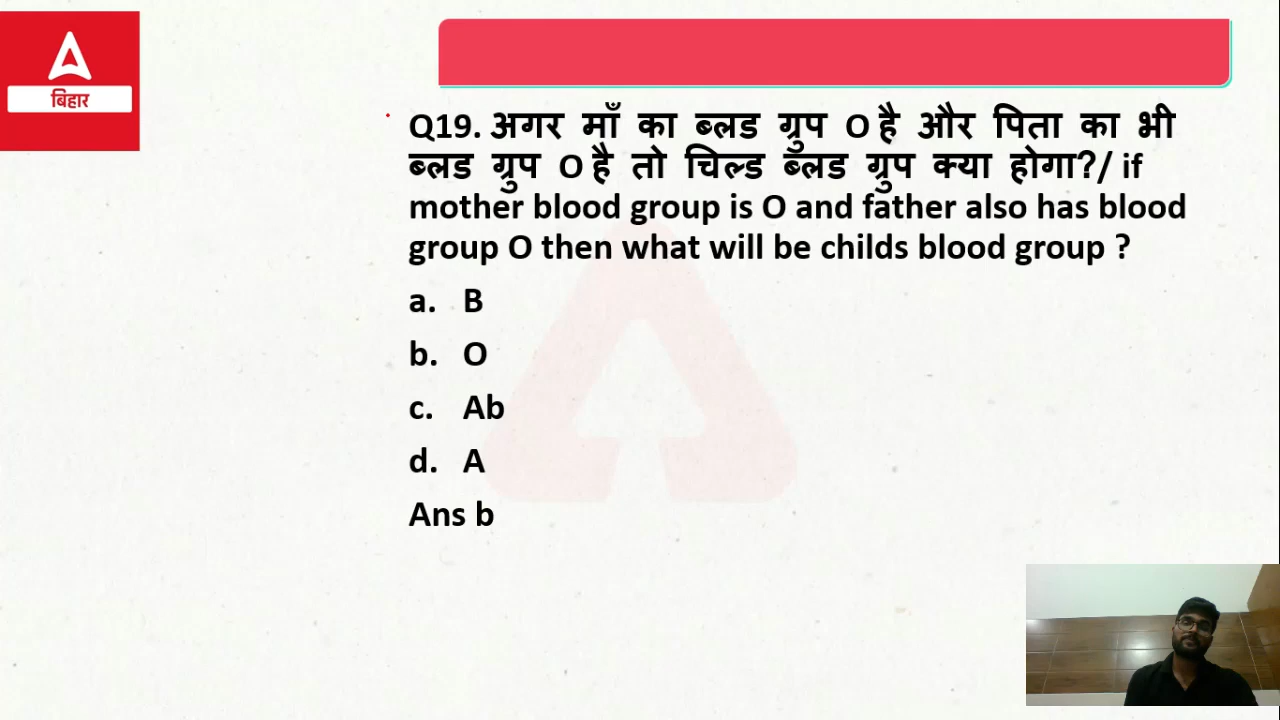 बिहार
Q19. अगर माँ का ब्लड ग्रुप O है और पिता का भी
ब्लड ग्रुप O है तो चिल्ड ब्लड ग्रुप क्या होगा?/ if
mother blood group is O and father also has blood
group O then what will be childs blood group ?
a. B
b. O
c. Ab
d. A
Ans b